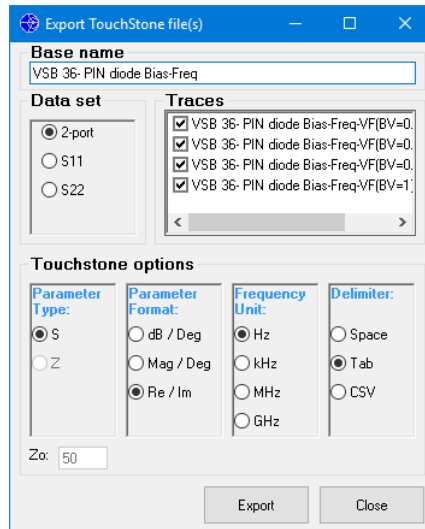 Export TouchStone file(s)
Base name
VSB 36- PIN diode Bias-Freq
Data set
2-port
S11
S22
Traces
VSB 36- PIN diode Bias-Freq-VF(BV=0.
VSB 36- PIN diode Bias-Freq-VF(BV=0.
VSB 36- PIN diode Bias-Freq-VF(BV=0.
VSB 36- PIN diode Bias-Freq-VF(BV=1)
Touchstone options
Parameter
Type:
S
Z
Parameter
Format:
dB / Deg
Mag / Deg
Re / Im
Frequency
Unit:
Hz
kHz
MHz
GHz
Delimiter:
Space
Tab
CSV
Zo: 50
Export Close